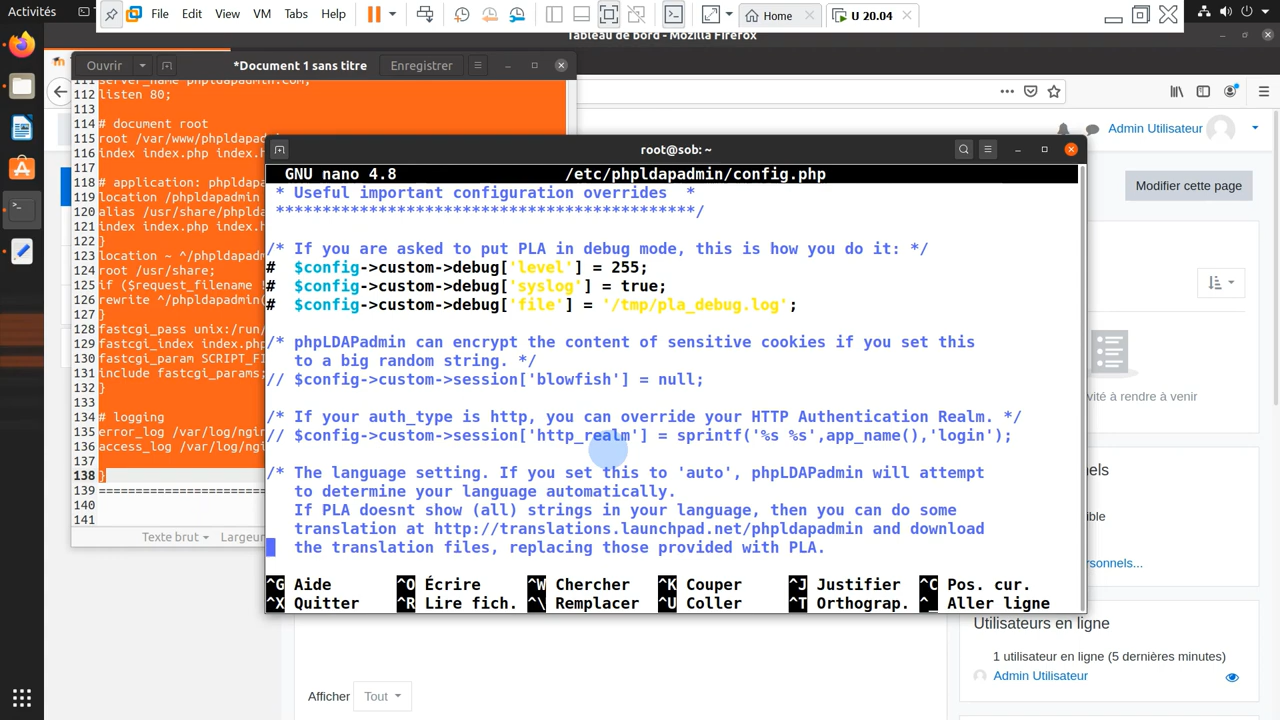 Activités
File Edit View VM Tabs Help
Home
U 20.04
Tableau de bord - Mozilla Firefox
Ouvrir
*Document 1 sans titre
Enregistrer
111 server_name phpldapadmin.com;
112 listen 80;
113
114 # document root
115 root /var/www/phpldapadmin
116 index index.php index.h
117
118 # application: phpldapa
119 location /phpldapadmin
120 alias /usr/share/phplda
121 index index.php index.h
122 }
123 location ~ ^/phpldapadm
124 root /usr/share;
125 if ($request_filename !
126 rewrite ^/phpldapadmin(
127 }
128 fastcgi_pass unix:/run/
129 fastcgi_index index.php
130 fastcgi_param SCRIPT_FI
131 include fastcgi_params;
132 }
133
134 # logging
135 error_log /var/log/ngin
136 access_log /var/log/ngi
137
138 }
139 ========================
140
141
Texte brut
Largeur
root@sob: ~
GNU nano 4.8 /etc/phpldapadmin/config.php
* Useful important configuration overrides *
*********************************************/
/* If you are asked to put PLA in debug mode, this is how you do it: */
# $config->custom->debug['level'] = 255;
# $config->custom->debug['syslog'] = true;
# $config->custom->debug['file'] = '/tmp/pla_debug.log';
/* phpLDAPadmin can encrypt the content of sensitive cookies if you set this
to a big random string. */
// $config->custom->session['blowfish'] = null;
/* If your auth_type is http, you can override your HTTP Authentication Realm. */
// $config->custom->session['http_realm'] = sprintf('%s %s',app_name(),'login');
/* The language setting. If you set this to 'auto', phpLDAPadmin will attempt
to determine your language automatically.
If PLA doesnt show (all) strings in your language, then you can do some
translation at http://translations.launchpad.net/phpldapadmin and download
the translation files, replacing those provided with PLA.
^G Aide ^O Écrire ^W Chercher ^K Couper ^J Justifier ^C Pos. cur.
^X Quitter ^R Lire fich. ^\ Remplacer ^U Coller ^T Orthograp. ^_ Aller ligne
Admin Utilisateur
Modifier cette page
ivité à rendre à venir
Utilisateurs en ligne
1 utilisateur en ligne (5 dernières minutes)
Admin Utilisateur
Afficher
Tout